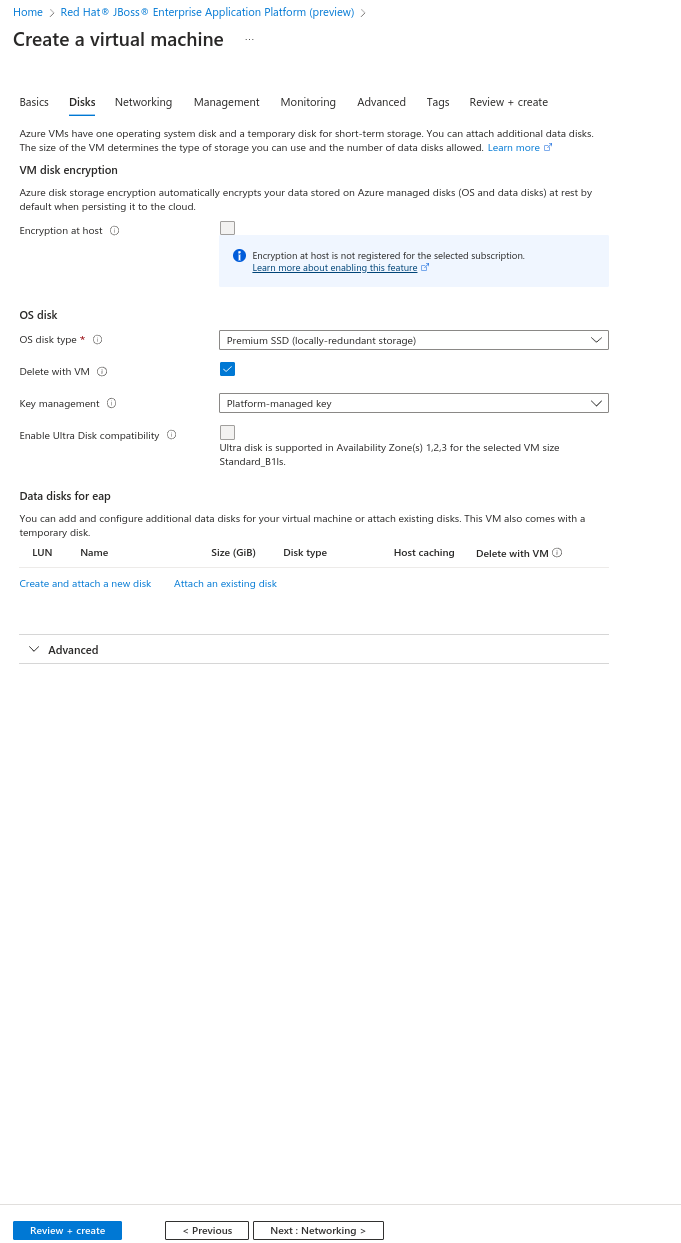 Home > Red Hat® JBoss® Enterprise Application Platform (preview) >
Create a virtual machine ...
Basics Disks Networking Management Monitoring Advanced Tags Review + create
Azure VMs have one operating system disk and a temporary disk for short-term storage. You can attach additional data disks.
The size of the VM determines the type of storage you can use and the number of data disks allowed. Learn more
VM disk encryption
Azure disk storage encryption automatically encrypts your data stored on Azure managed disks (OS and data disks) at rest by
default when persisting it to the cloud.
Encryption at host
Encryption at host is not registered for the selected subscription.
Learn more about enabling this feature
OS disk
OS disk type * Premium SSD (locally-redundant storage)
Delete with VM
Key management Platform-managed key
Enable Ultra Disk compatibility
Ultra disk is supported in Availability Zone(s) 1,2,3 for the selected VM size
Standard_B1ls.
Data disks for eap
You can add and configure additional data disks for your virtual machine or attach existing disks. This VM also comes with a
temporary disk.
LUN Name Size (GiB) Disk type Host caching Delete with VM
Create and attach a new disk Attach an existing disk
Advanced
Review + create < Previous Next : Networking >